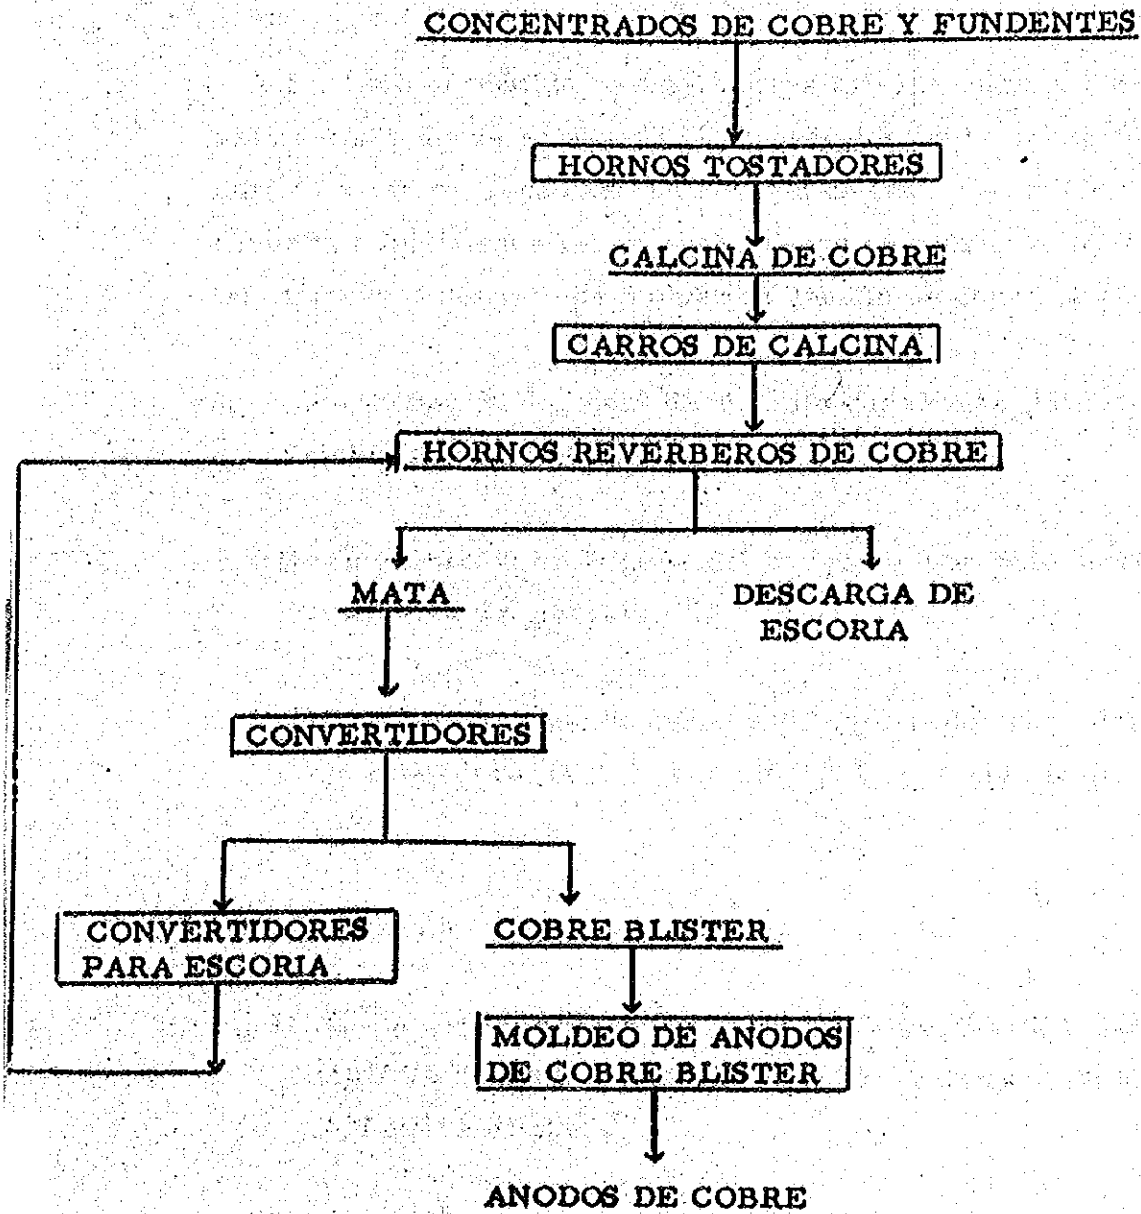 CONCENTRADOS DE COBRE Y FUNDENTES
HORNOS TOSTADORES
CALCINA DE COBRE
CARROS DE CALCINA
HORNOS REVERBEROS DE COBRE
MATA
DESCARGA DE
ESCORIA
CONVERTIDORES
CONVERTIDORES
PARA ESCORIA
COBRE BLISTER
MOLDEO DE ANODOS
DE COBRE BLISTER
ANODOS DE COBRE